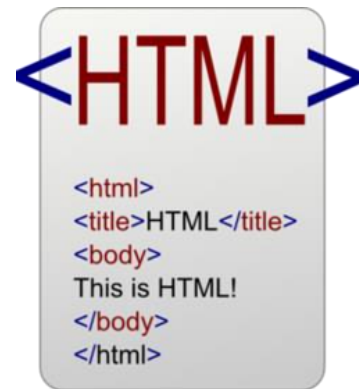 <HTML>
<html>
<title>HTML</title>
<body>
This is HTML!
</body>
</html>